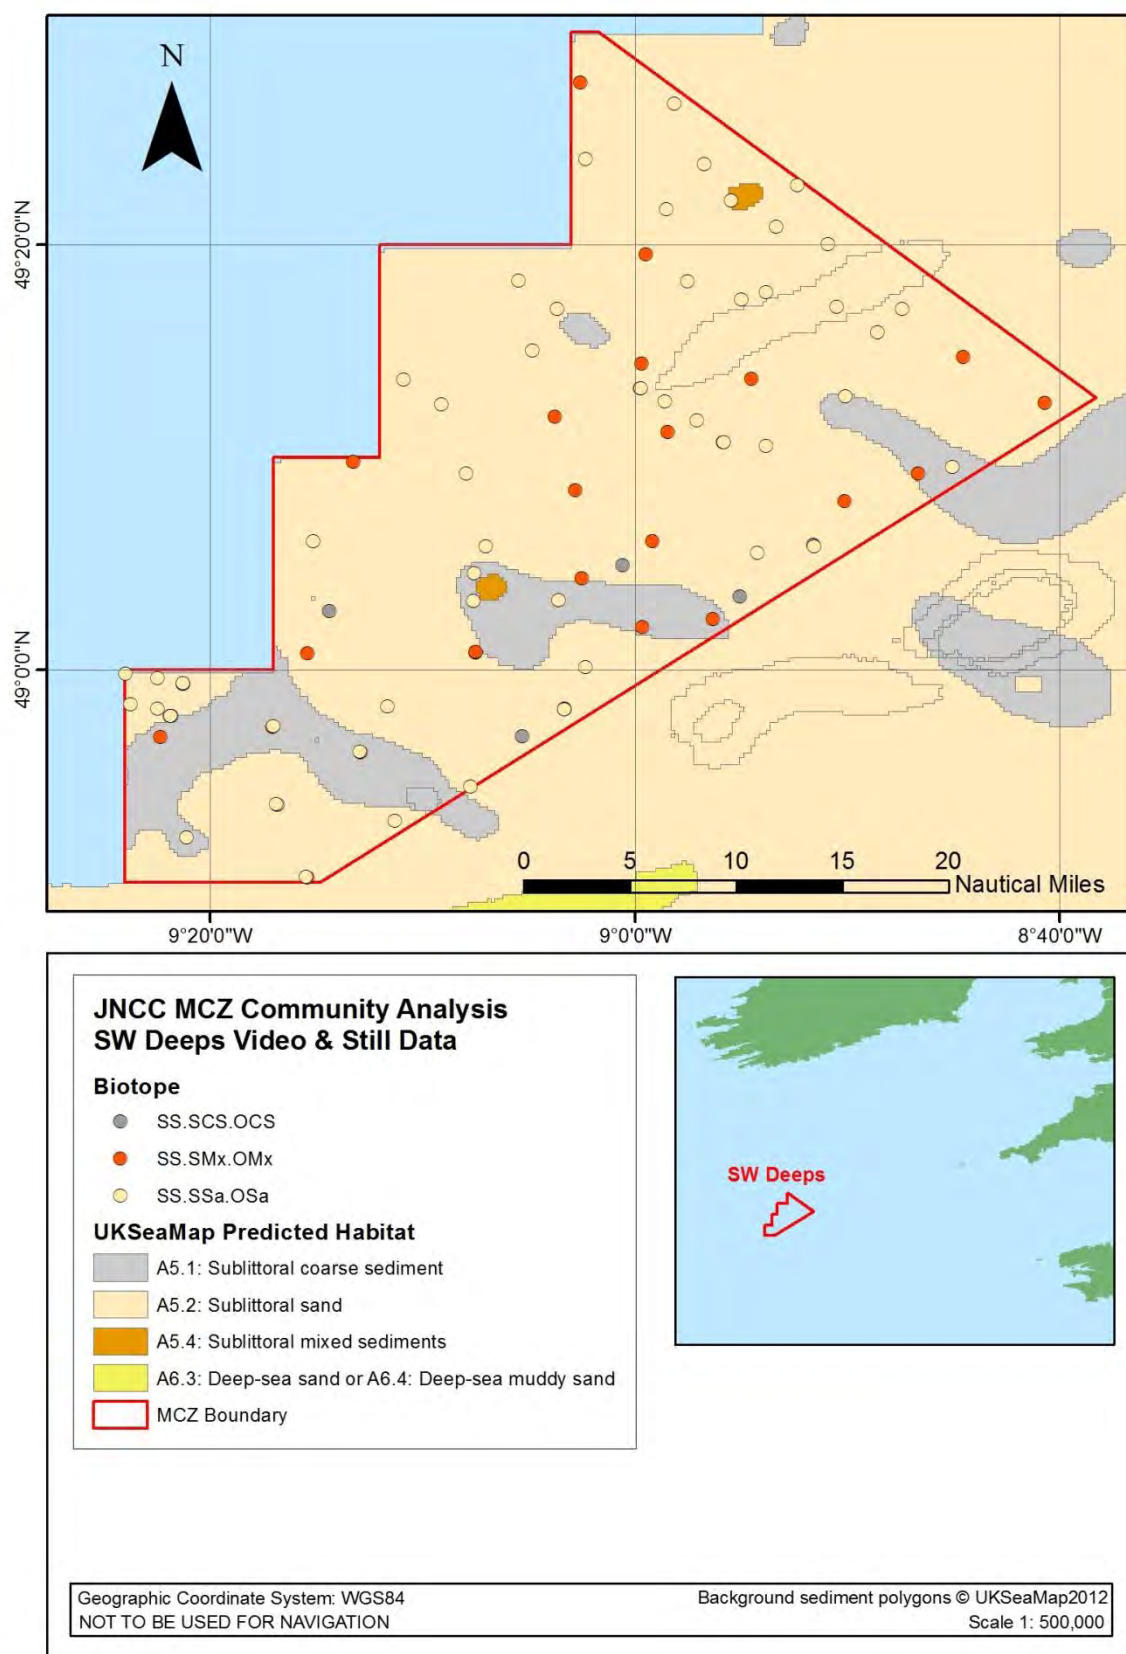 N
49°20'0"N
49°0'0"N
0 5 10 15 20
Nautical Miles
9°20'0"W 9°0'0"W 8°40'0"W
JNCC MCZ Community Analysis
SW Deeps Video & Still Data
Biotope
SS.SCS.OCS
SS.SMx.OMx
SS.SSa.OSa
UKSeaMap Predicted Habitat
A5.1: Sublittoral coarse sediment
A5.2: Sublittoral sand
A5.4: Sublittoral mixed sediments
A6.3: Deep-sea sand or A6.4: Deep-sea muddy sand
MCZ Boundary
SW Deeps
Geographic Coordinate System: WGS84
NOT TO BE USED FOR NAVIGATION
Background sediment polygons © UKSeaMap2012
Scale 1: 500,000